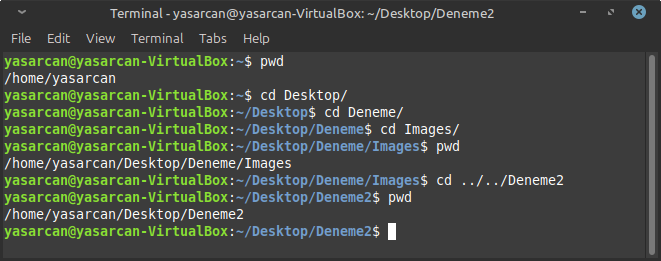 Terminal - yasarcan@yasarcan-VirtualBox: ~/Desktop/Deneme2
File Edit View Terminal Tabs Help
yasarcan@yasarcan-VirtualBox:~$ pwd
/home/yasarcan
yasarcan@yasarcan-VirtualBox:~$ cd Desktop/
yasarcan@yasarcan-VirtualBox:~/Desktop$ cd Deneme/
yasarcan@yasarcan-VirtualBox:~/Desktop/Deneme$ cd Images/
yasarcan@yasarcan-VirtualBox:~/Desktop/Deneme/Images$ pwd
/home/yasarcan/Desktop/Deneme/Images
yasarcan@yasarcan-VirtualBox:~/Desktop/Deneme/Images$ cd ../../Deneme2
yasarcan@yasarcan-VirtualBox:~/Desktop/Deneme2$ pwd
/home/yasarcan/Desktop/Deneme2
yasarcan@yasarcan-VirtualBox:~/Desktop/Deneme2$